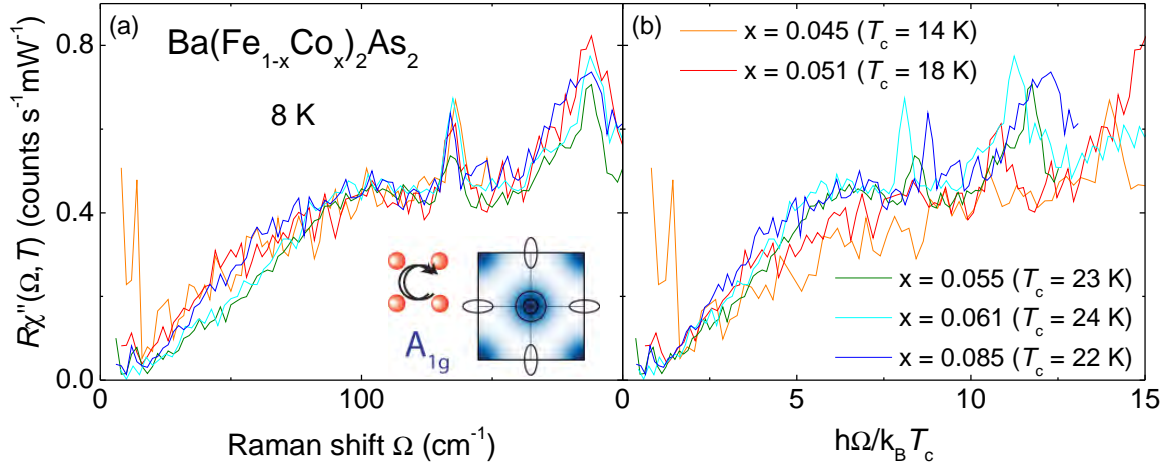 (a)
Ba(Fe₁₋ₓCoₓ)₂As₂
8 K
A₁g
Rχ''(Ω, T) (counts s⁻¹mW⁻¹)
0.8
0.4
0.0
0
100
Raman shift Ω (cm⁻¹)
(b)
x = 0.045 (Tc = 14 K)
x = 0.051 (Tc = 18 K)
x = 0.055 (Tc = 23 K)
x = 0.061 (Tc = 24 K)
x = 0.085 (Tc = 22 K)
0
5
10
15
hΩ/kBTc